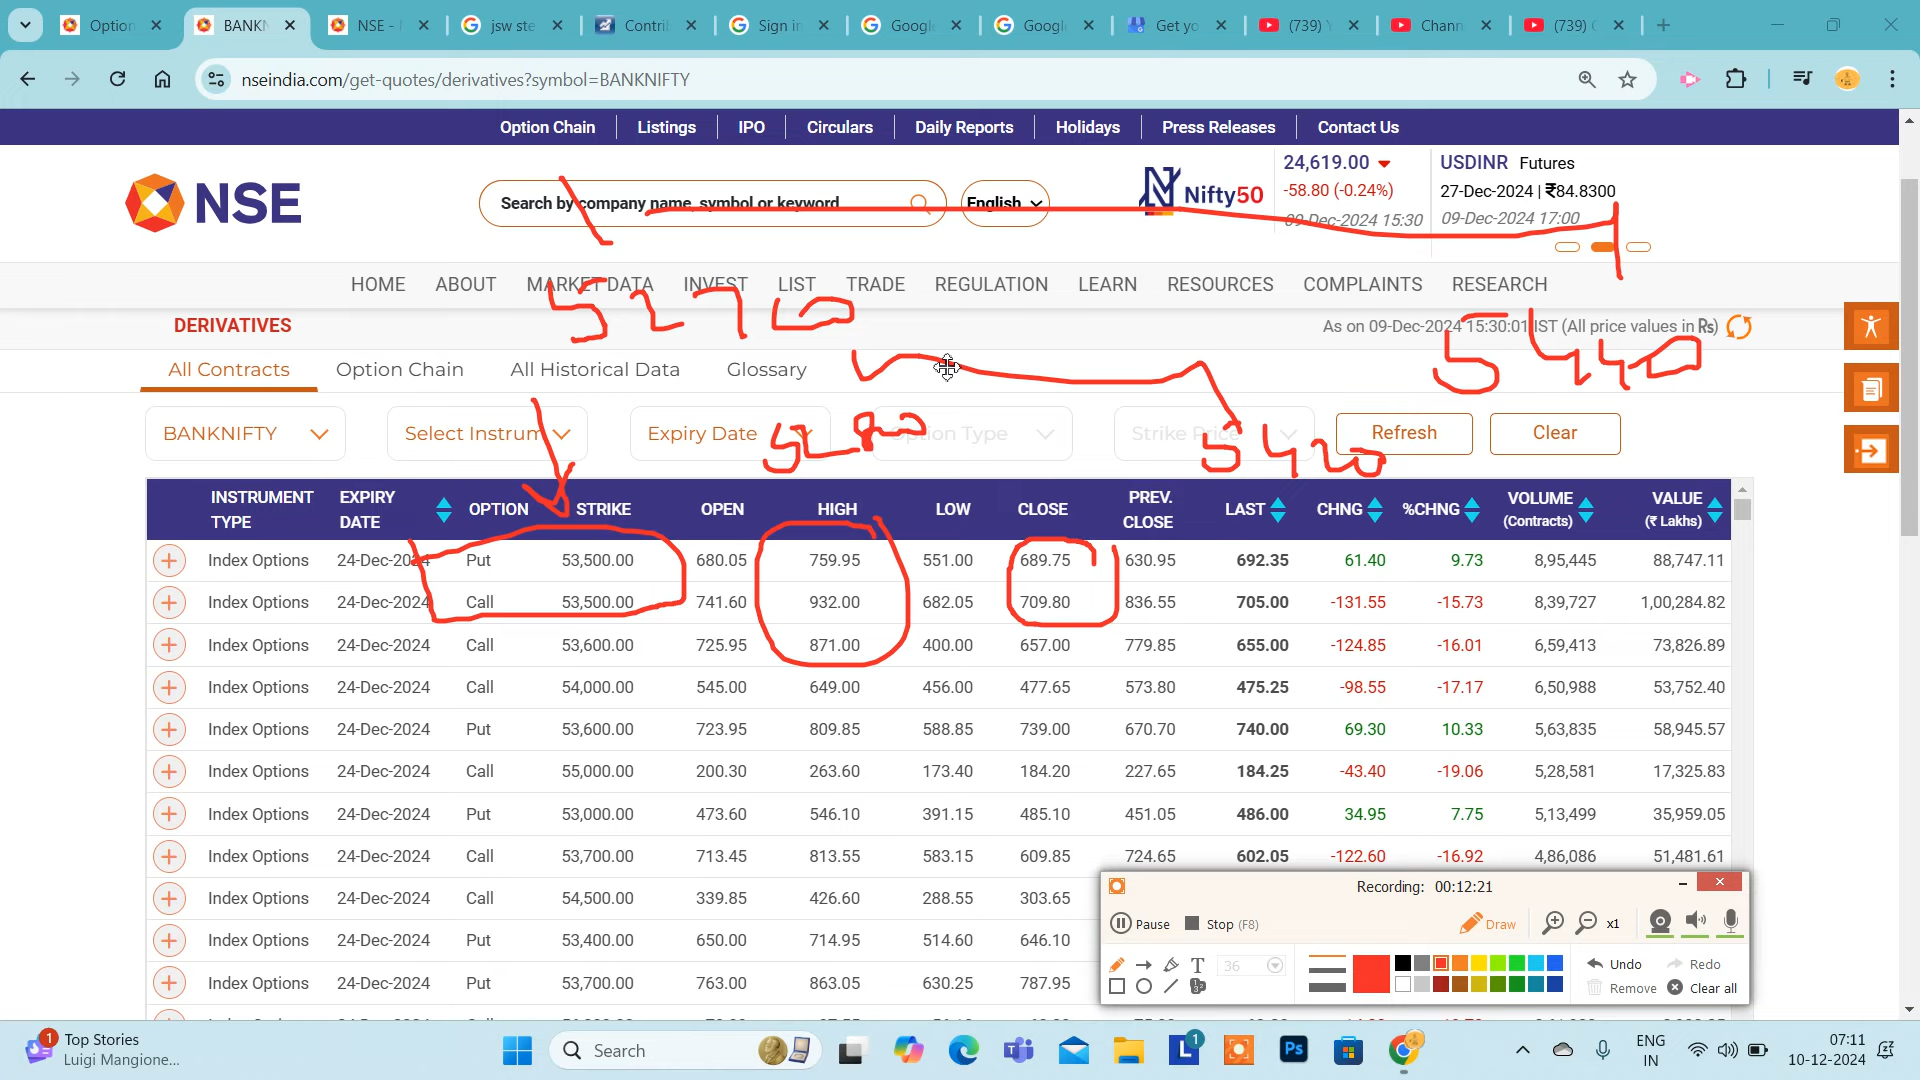 Option
BANKN
NSE -
jsw ste
Contri
Sign in
Google
Google
Get yo
(739) Y
Chann
(739) C
nseindia.com/get-quotes/derivatives?symbol=BANKNIFTY
Option Chain Listings IPO Circulars Daily Reports Holidays Press Releases Contact Us
NSE
Search by company name, symbol or keyword
English
Nifty50
24,619.00
-58.80 (-0.24%)
09-Dec-2024 15:30
USDINR Futures
27-Dec-2024 | ₹84.8300
09-Dec-2024 17:00
HOME ABOUT MARKET DATA INVEST LIST TRADE REGULATION LEARN RESOURCES COMPLAINTS RESEARCH
52710
DERIVATIVES
As on 09-Dec-2024 15:30:01 IST (All price values in Rs)
5440
All Contracts Option Chain All Historical Data Glossary
BANKNIFTY Select Instrum Expiry Date Option Type Strike Price Refresh Clear
5420
INSTRUMENT TYPE EXPIRY DATE OPTION STRIKE OPEN HIGH LOW CLOSE PREV. CLOSE LAST CHNG %CHNG VOLUME (Contracts) VALUE (₹ Lakhs)
Index Options 24-Dec-2024 Put 53,500.00 680.05 759.95 551.00 689.75 630.95 692.35 61.40 9.73 8,95,445 88,747.11
Index Options 24-Dec-2024 Call 53,500.00 741.60 932.00 682.05 709.80 836.55 705.00 -131.55 -15.73 8,39,727 1,00,284.82
Index Options 24-Dec-2024 Call 53,600.00 725.95 871.00 400.00 657.00 779.85 655.00 -124.85 -16.01 6,59,413 73,826.89
Index Options 24-Dec-2024 Call 54,000.00 545.00 649.00 456.00 477.65 573.80 475.25 -98.55 -17.17 6,50,988 53,752.40
Index Options 24-Dec-2024 Put 53,600.00 723.95 809.85 588.85 739.00 670.70 740.00 69.30 10.33 5,63,835 58,945.57
Index Options 24-Dec-2024 Call 55,000.00 200.30 263.60 173.40 184.20 227.65 184.25 -43.40 -19.06 5,28,581 17,325.83
Index Options 24-Dec-2024 Put 53,000.00 473.60 546.10 391.15 485.10 451.05 486.00 34.95 7.75 5,13,499 35,959.05
Index Options 24-Dec-2024 Call 53,700.00 713.45 813.55 583.15 609.85 724.65 602.05 -122.60 -16.92 4,86,086 51,481.61
Index Options 24-Dec-2024 Call 54,500.00 339.85 426.60 288.55 303.65
Index Options 24-Dec-2024 Put 53,400.00 650.00 714.95 514.60 646.10
Index Options 24-Dec-2024 Put 53,700.00 763.00 863.05 630.25 787.95
Recording: 00:12:21
Pause Stop (F8) Draw x1
T 36 Undo Redo
Remove Clear all
1 Top Stories
Luigi Mangione...
Search
L 1
Ps
ENG
IN
07:11
10-12-2024